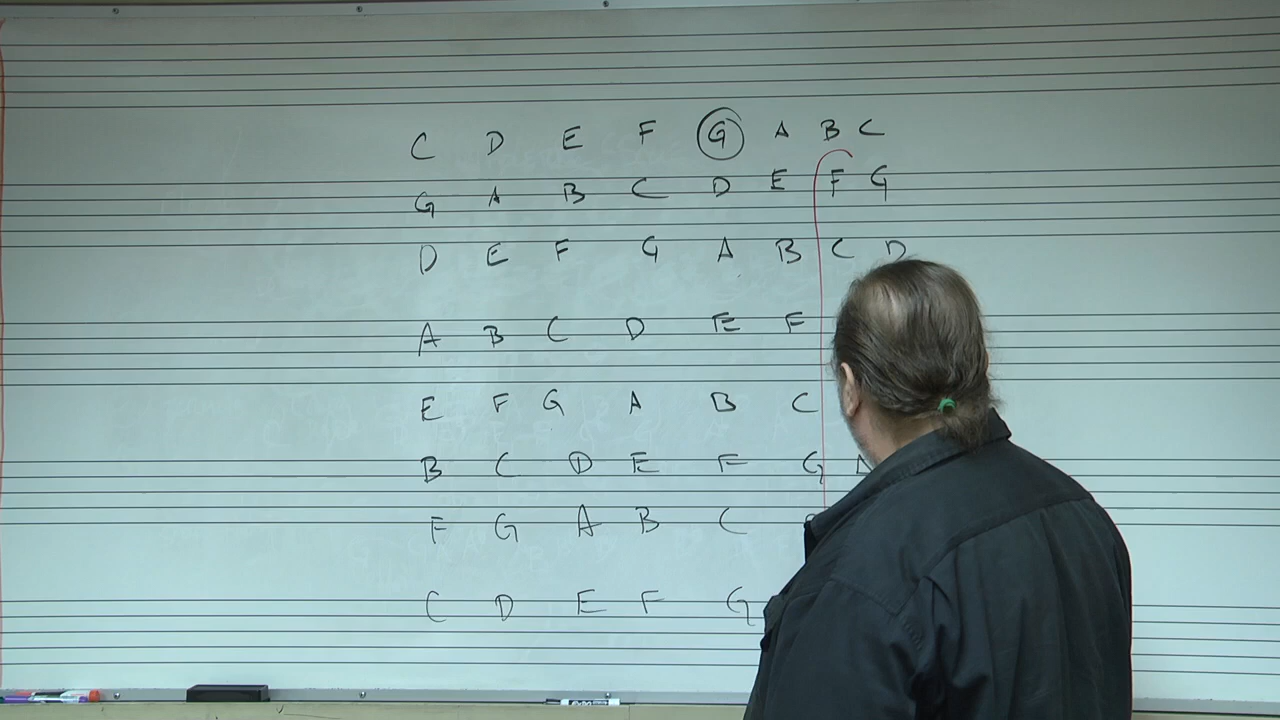 C D E F G A B C
G A B C D E F G
D E F G A B C D
A B C D E F
E F G A B C
B C D E F G
F G A B C
C D E F G